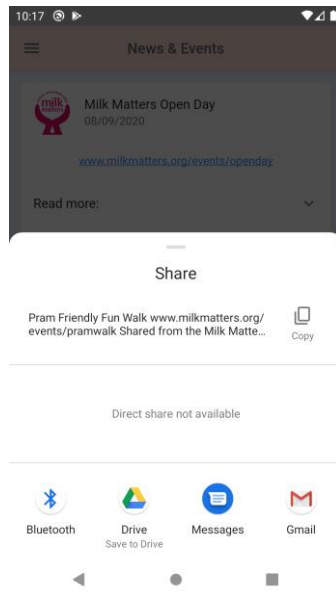 10:17
News & Events
milk
matters
Milk Matters Open Day
08/09/2020
www.milkmatters.org/events/openday
Read more:
Share
Pram Friendly Fun Walk www.milkmatters.org/
events/pramwalk Shared from the Milk Matte...
Copy
Direct share not available
Bluetooth
Drive
Save to Drive
Messages
Gmail